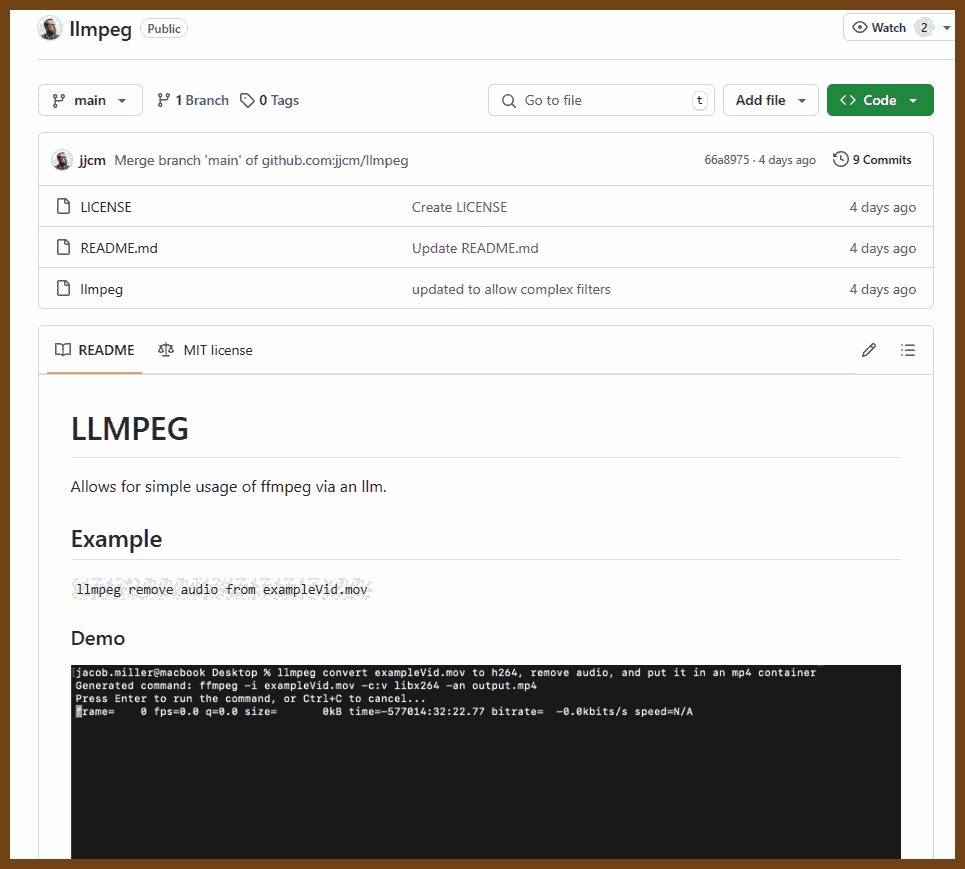 llmpeg Public Watch 2
main 1 Branch 0 Tags Go to file t Add file Code
jjcm Merge branch 'main' of github.com:jjcm/llmpeg 66a8975 · 4 days ago 9 Commits
LICENSE Create LICENSE 4 days ago
README.md Update README.md 4 days ago
llmpeg updated to allow complex filters 4 days ago
README MIT license
LLMPEG
Allows for simple usage of ffmpeg via an llm.
Example
llmpeg remove audio from exampleVid.mov
Demo
[jacob.miller@macbook Desktop % llmpeg convert exampleVid.mov to h264, remove audio, and put it in an mp4 container
Generated command: ffmpeg -i exampleVid.mov -c:v libx264 -an output.mp4
Press Enter to run the command, or Ctrl+C to cancel...
frame=    0 fps=0.0 q=0.0 size=       0kB time=-577014:32:22.77 bitrate=  -0.0kbits/s speed=N/A